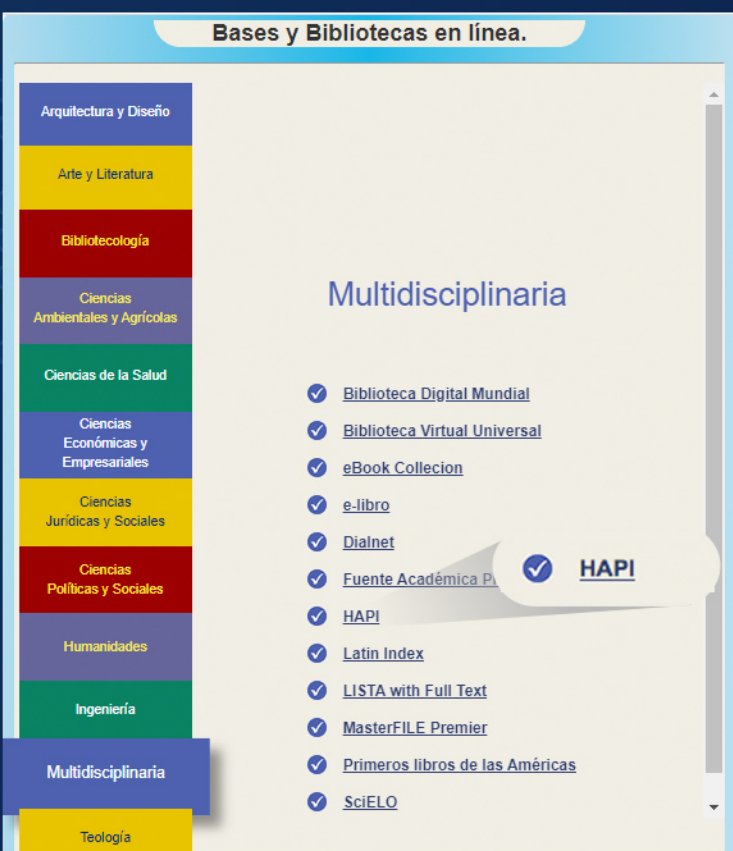 Bases y Bibliotecas en línea.
Arquitectura y Diseño
Arte y Literatura
Bibliotecología
Ciencias
Ambientales y Agrícolas
Ciencias de la Salud
Ciencias
Económicas y
Empresariales
Ciencias
Jurídicas y Sociales
Ciencias
Políticas y Sociales
Humanidades
Ingeniería
Multidisciplinaria
Teología
Multidisciplinaria
Biblioteca Digital Mundial
Biblioteca Virtual Universal
eBook Collecion
e-libro
Dialnet
Fuente Académica
HAPI
HAPI
Latin Index
LISTA with Full Text
MasterFILE Premier
Primeros libros de las Américas
SciELO